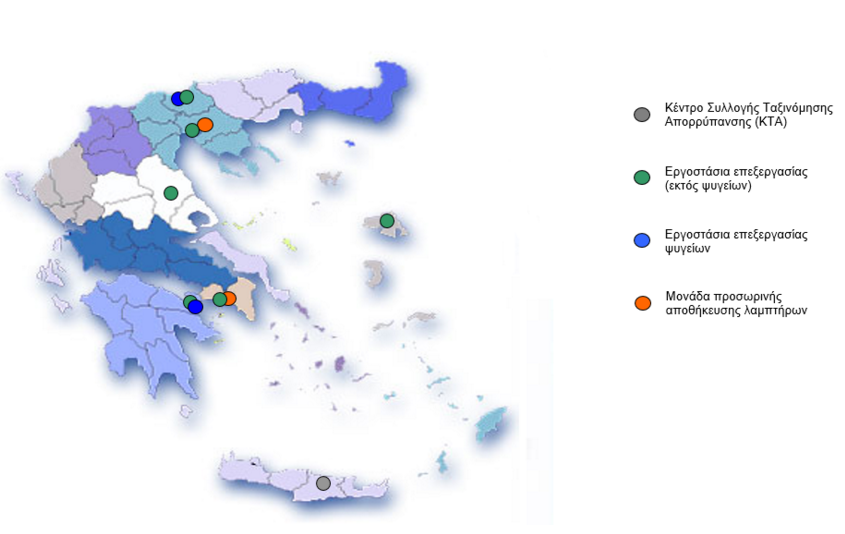 Κέντρο Συλλογής Ταξινόμησης
Απορρύπανσης (ΚΤΑ)
Εργοστάσια επεξεργασίας
(εκτός ψυγείων)
Εργοστάσια επεξεργασίας
ψυγείων
Μονάδα προσωρινής
αποθήκευσης λαμπτήρων